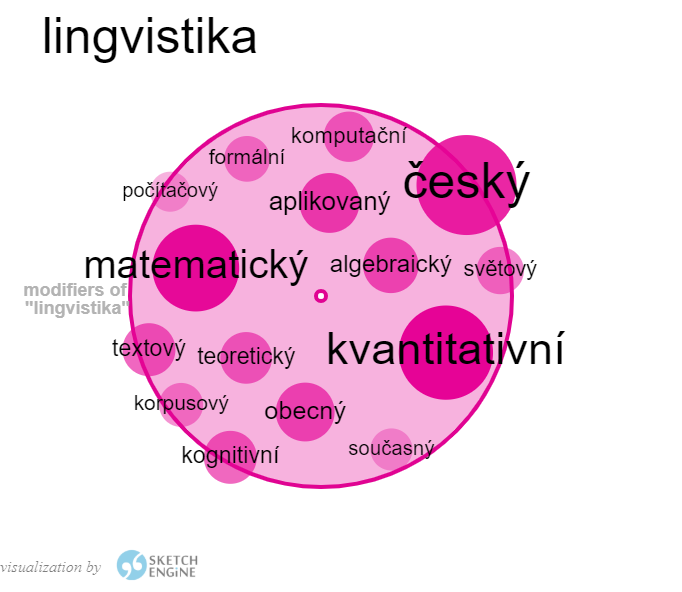 lingvistika
komputační
formální
český
počítačový
aplikovaný
matematický
algebraický
světový
modifiers of
"lingvistika"
textový
teoretický
kvantitativní
korpusový
obecný
kognitivní
současný
visualization by
SKETCH
ENGINE